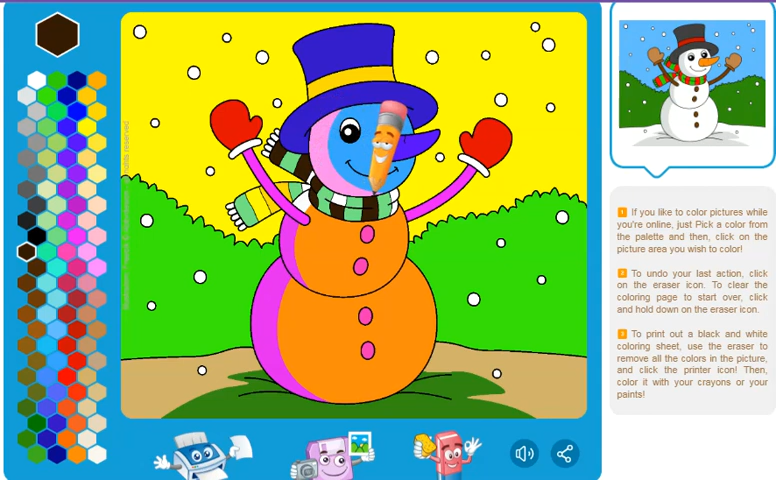 1 If you like to color pictures while
you're online, just Pick a color from
the palette and then, click on the
picture area you wish to color!
2 To undo your last action, click
on the eraser icon. To clear the
coloring page to start over, click
and hold down on the eraser icon.
3 To print out a black and white
coloring sheet, use the eraser to
remove all the colors in the picture,
and click the printer icon! Then,
color it with your crayons or your
paints!